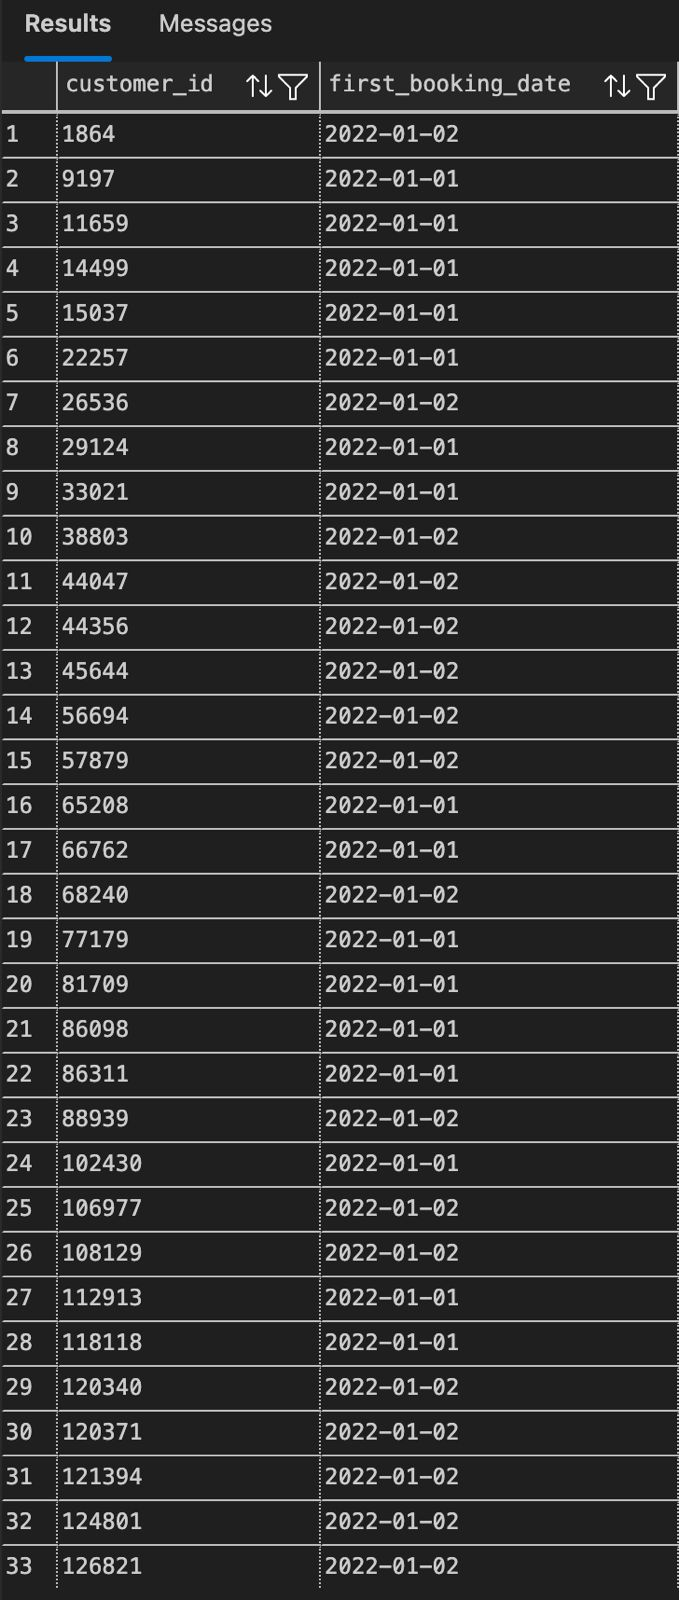 Results Messages
customer_id first_booking_date
1 1864 2022-01-02
2 9197 2022-01-01
3 11659 2022-01-01
4 14499 2022-01-01
5 15037 2022-01-01
6 22257 2022-01-01
7 26536 2022-01-02
8 29124 2022-01-01
9 33021 2022-01-01
10 38803 2022-01-02
11 44047 2022-01-02
12 44356 2022-01-02
13 45644 2022-01-02
14 56694 2022-01-02
15 57879 2022-01-02
16 65208 2022-01-01
17 66762 2022-01-01
18 68240 2022-01-02
19 77179 2022-01-01
20 81709 2022-01-01
21 86098 2022-01-01
22 86311 2022-01-01
23 88939 2022-01-02
24 102430 2022-01-01
25 106977 2022-01-02
26 108129 2022-01-02
27 112913 2022-01-01
28 118118 2022-01-01
29 120340 2022-01-02
30 120371 2022-01-02
31 121394 2022-01-02
32 124801 2022-01-02
33 126821 2022-01-02